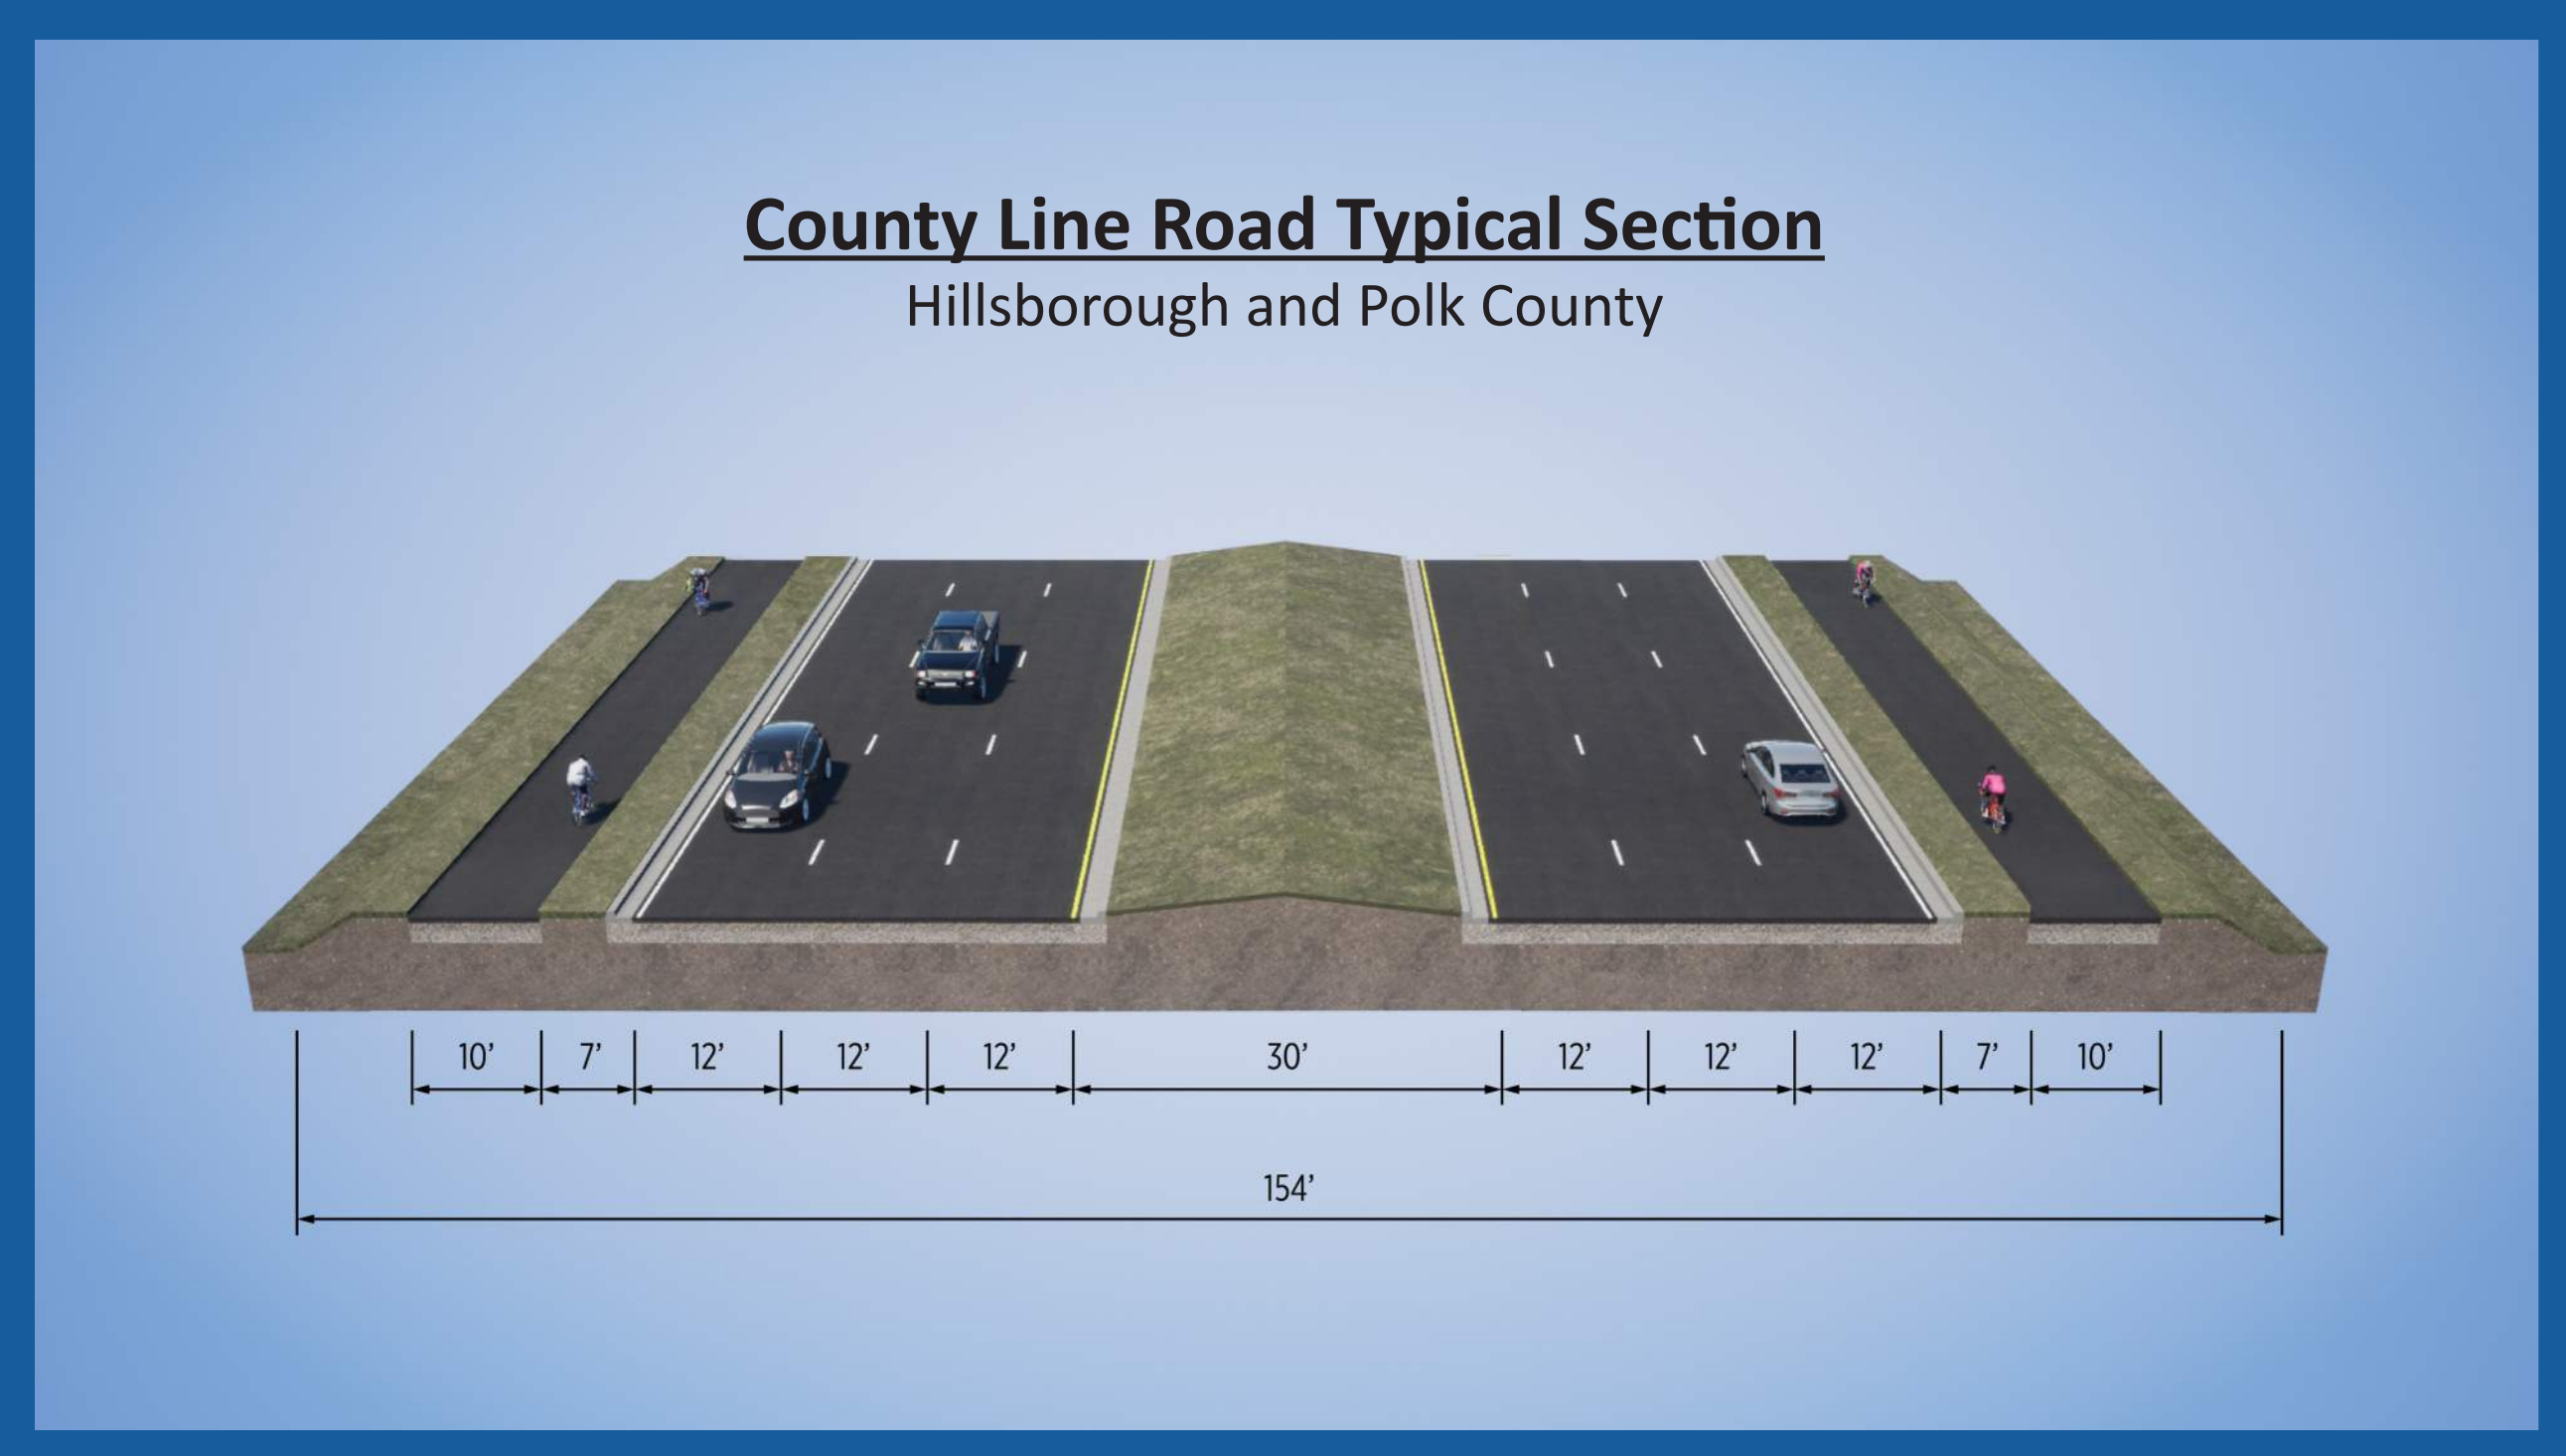 County Line Road Typical Section
Hillsborough and Polk County
10’ 7’ 12’ 12’ 12’ 30’ 12’ 12’ 12’ 7’ 10’
154’